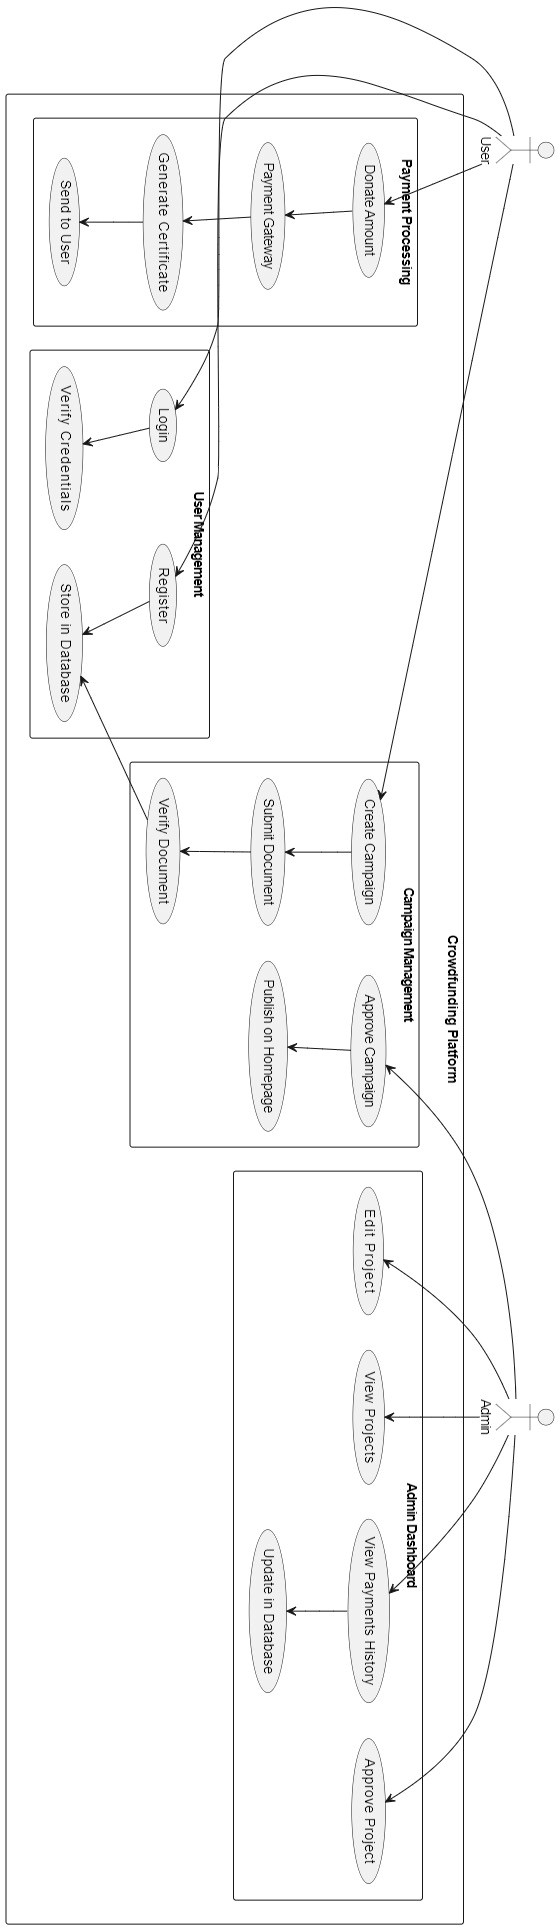 User
Admin
Crowdfunding Platform
Payment Processing
Donate Amount
Payment Gateway
Generate Certificate
Send to User
User Management
Login
Register
Verify Credentials
Store in Database
Campaign Management
Create Campaign
Approve Campaign
Submit Document
Publish on Homepage
Verify Document
Admin Dashboard
Edit Project
View Projects
View Payments History
Approve Project
Update in Database